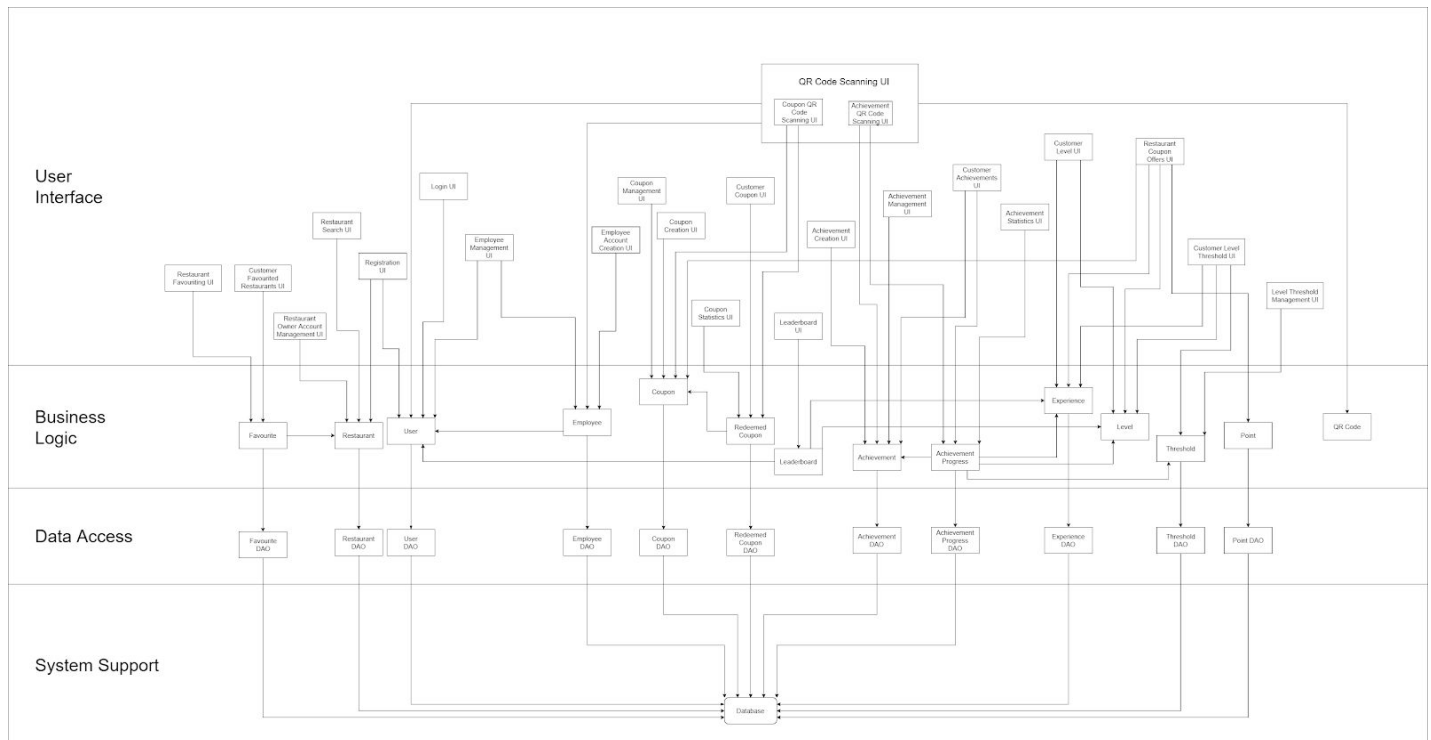 User
Interface
QR Code Scanning UI
Coupon QR
Code
Scanning UI
Achievement
QR Code
Scanning UI
Customer
Level UI
Restaurant
Coupon
Offers UI
Login UI
Coupon
Management
UI
Customer
Coupon UI
Customer
Achievements
UI
Achievement
Management
UI
Achievement
Statistics UI
Restaurant
Search UI
Coupon
Creation UI
Achievement
Creation UI
Employee
Account
Creation UI
Employee
Management
UI
Customer Level
Threshold UI
Registration
UI
Restaurant
Favouriting UI
Customer
Favourited
Restaurants UI
Level Threshold
Management UI
Restaurant
Owner Account
Management UI
Coupon
Statistics UI
Leaderboard
UI
Business
Logic
Favourite
Restaurant
User
Employee
Coupon
Redeemed
Coupon
Leaderboard
Achievement
Achievement
Progress
Experience
Level
Threshold
Point
QR Code
Data Access
Favourite
DAO
Restaurant
DAO
User
DAO
Employee
DAO
Coupon
DAO
Redeemed
Coupon
DAO
Achievement
DAO
Achievement
Progress
DAO
Experience
DAO
Threshold
DAO
Point DAO
System Support
Database